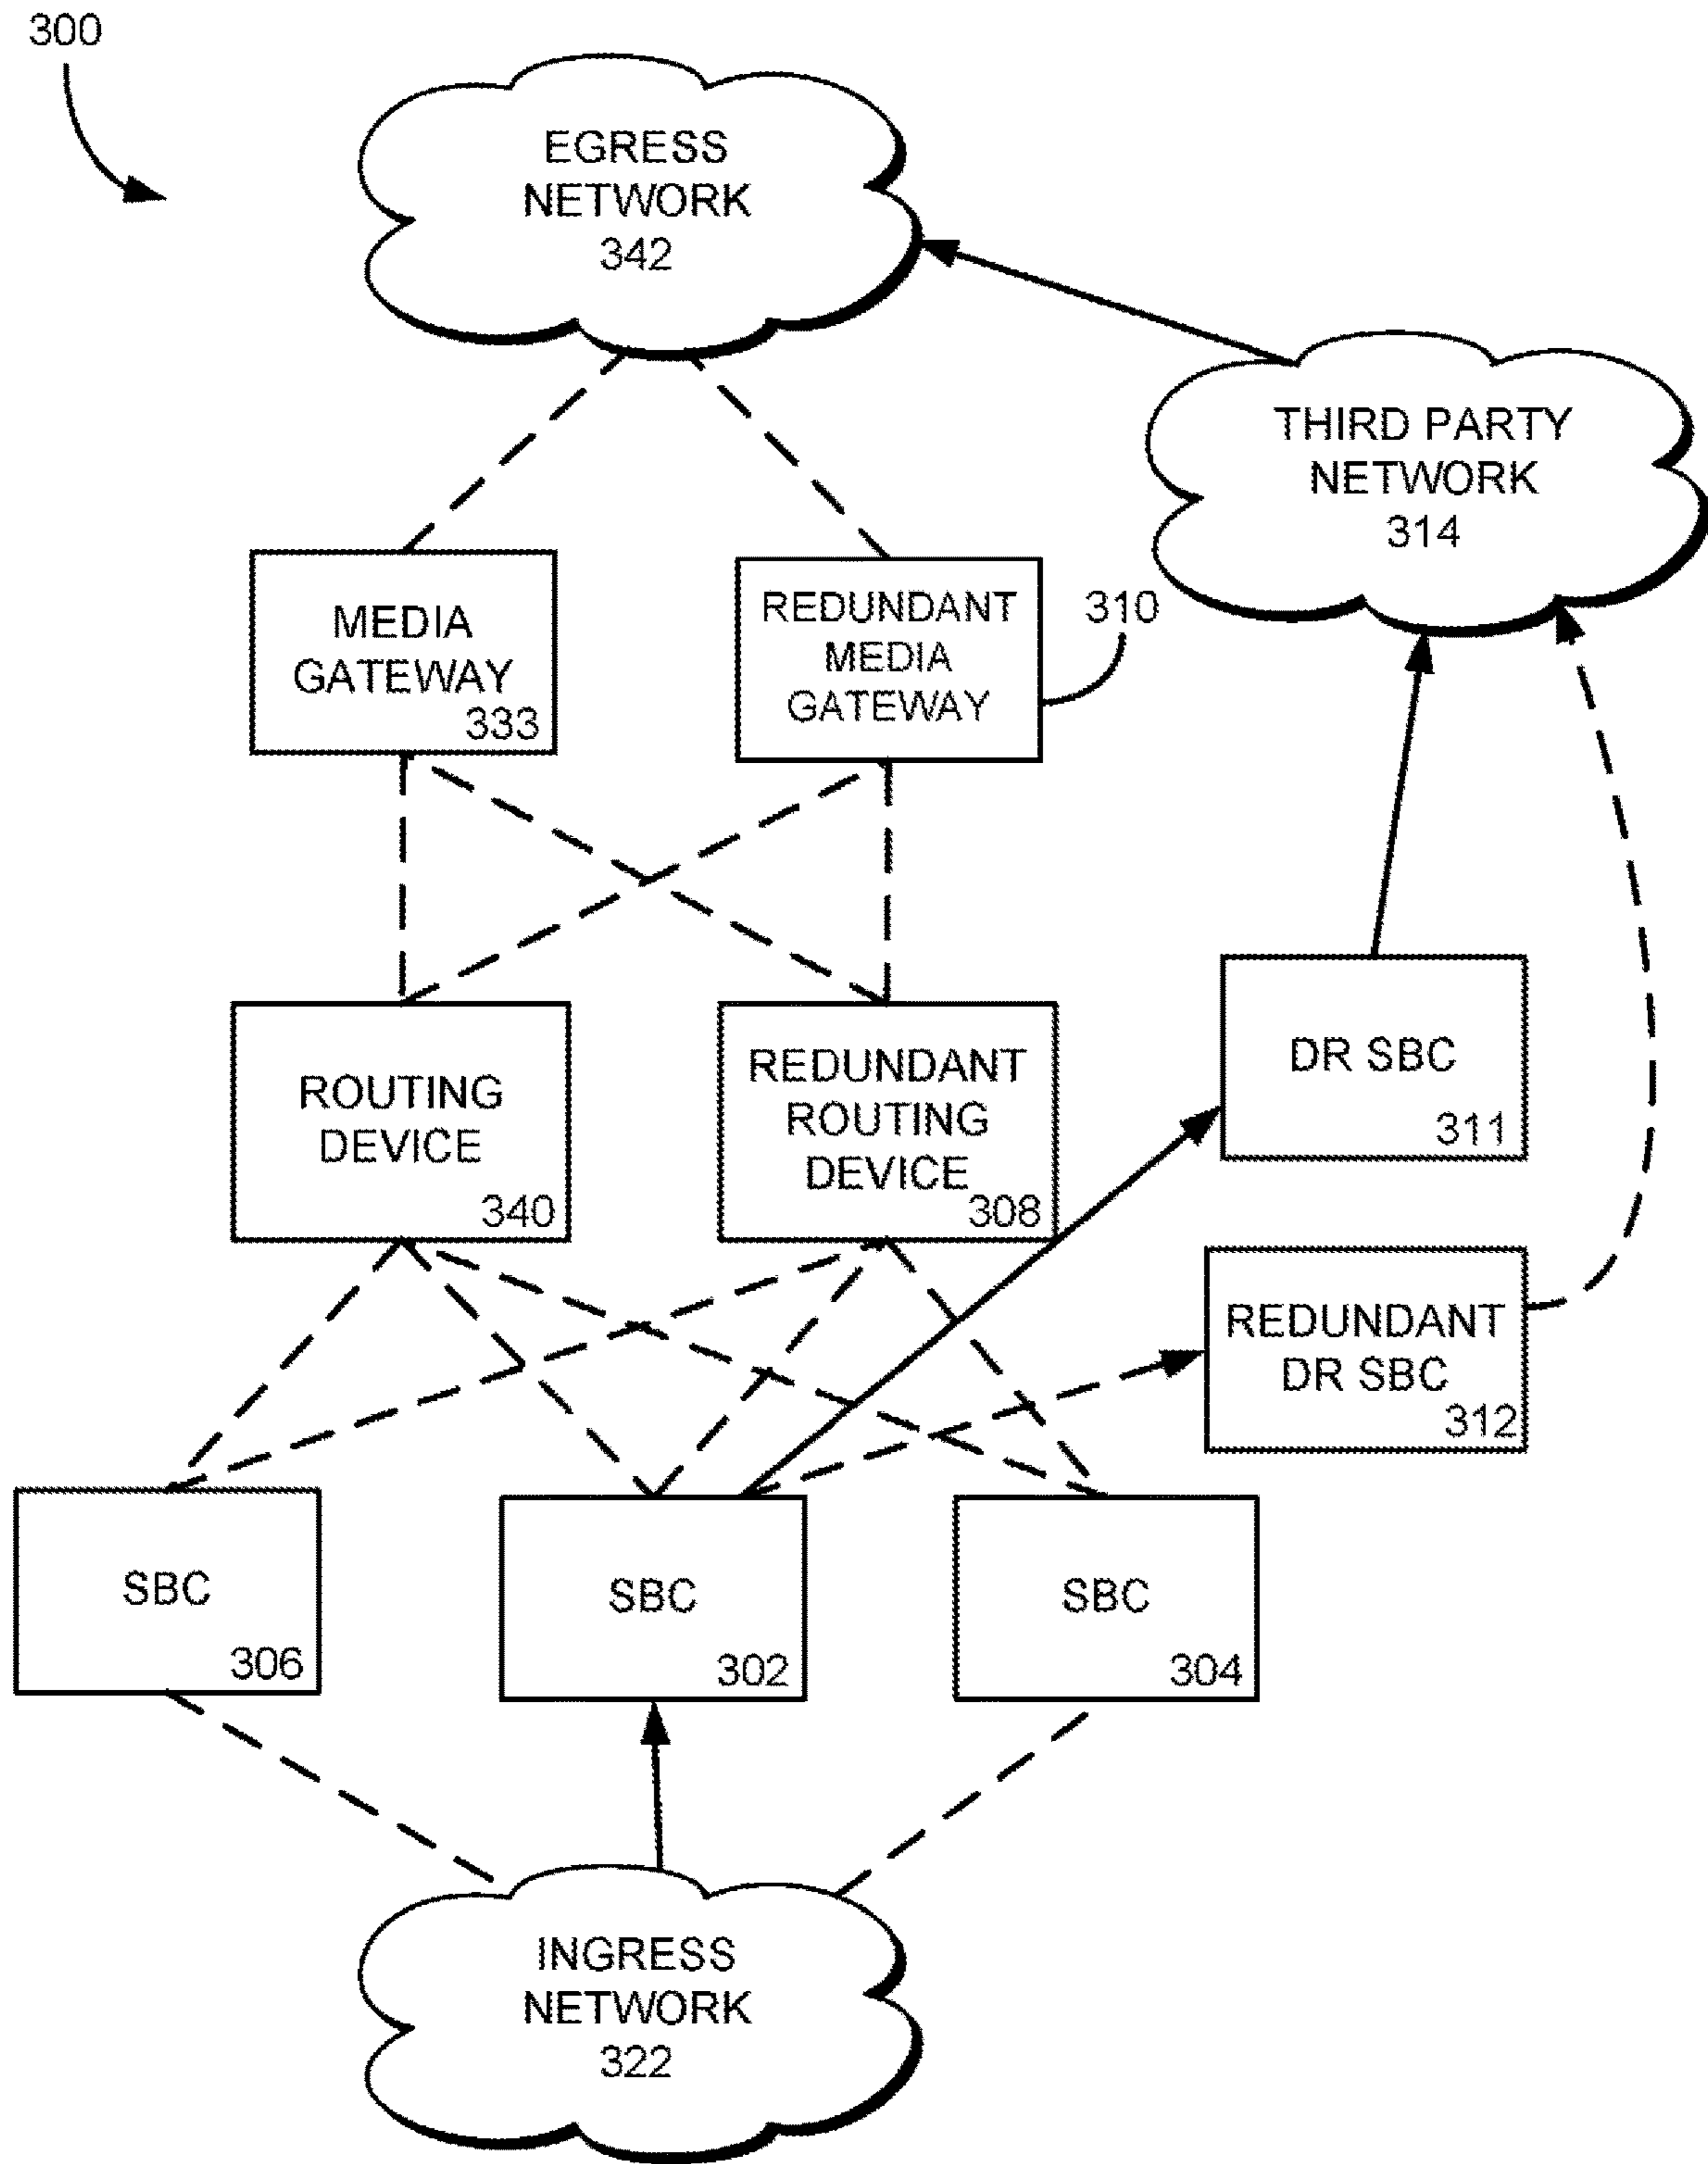 300
EGRESS
NETWORK
342
THIRD PARTY
NETWORK
314
MEDIA
GATEWAY
333
REDUNDANT
MEDIA
GATEWAY
310
ROUTING
DEVICE
340
REDUNDANT
ROUTING
DEVICE
308
DR SBC
311
REDUNDANT
DR SBC
312
SBC
306
SBC
302
SBC
304
INGRESS
NETWORK
322